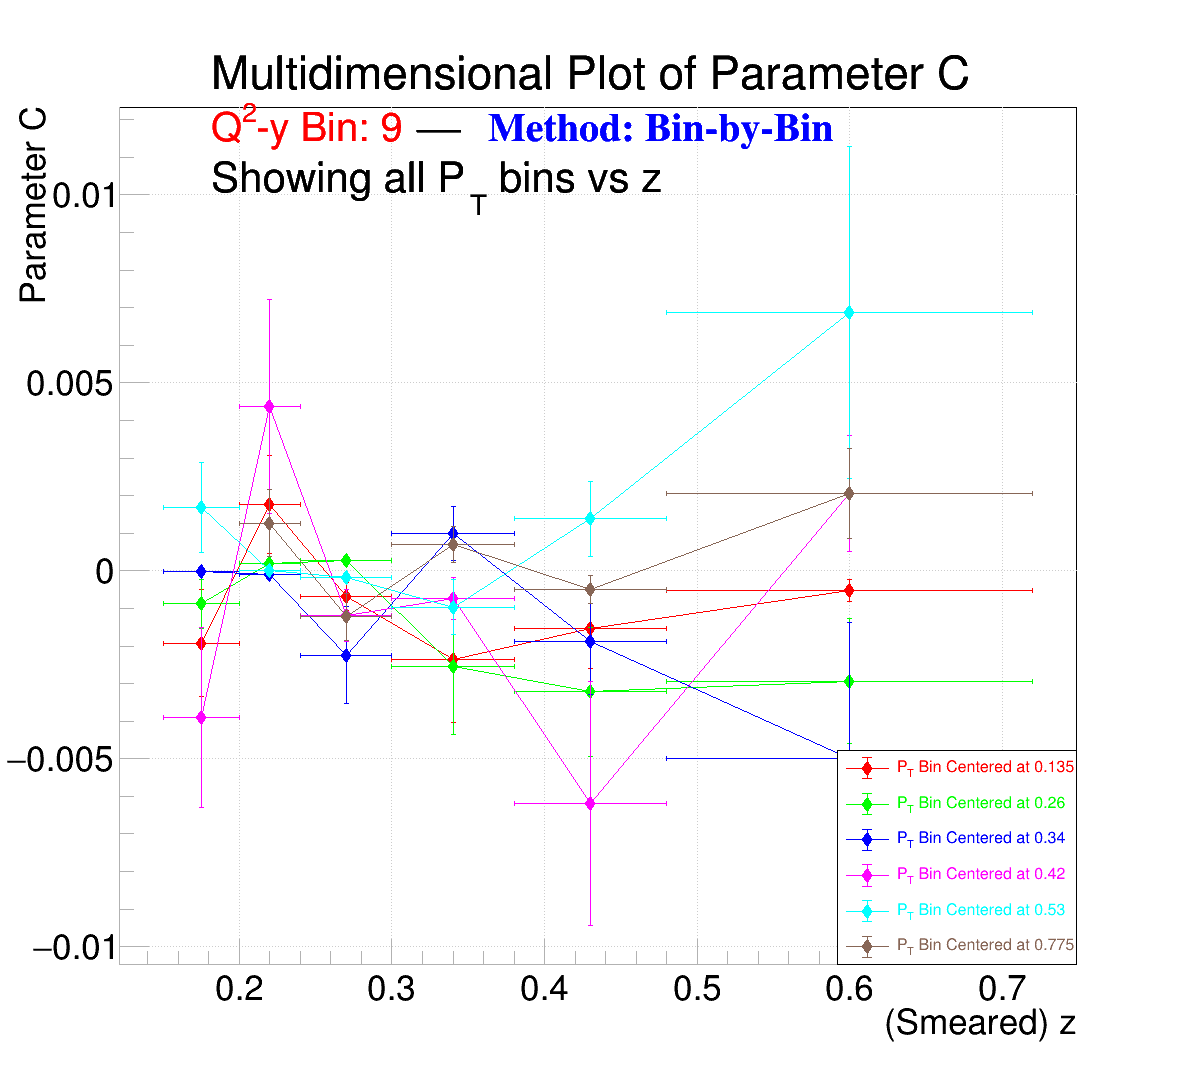 Multidimensional Plot of Parameter C
Q2-y Bin: 9 — Method: Bin-by-Bin
Showing all PT bins vs z
Parameter C
0.01
0.005
0
−0.005
−0.01
PT Bin Centered at 0.135
PT Bin Centered at 0.26
PT Bin Centered at 0.34
PT Bin Centered at 0.42
PT Bin Centered at 0.53
PT Bin Centered at 0.775
0.2 0.3 0.4 0.5 0.6 0.7
(Smeared) z